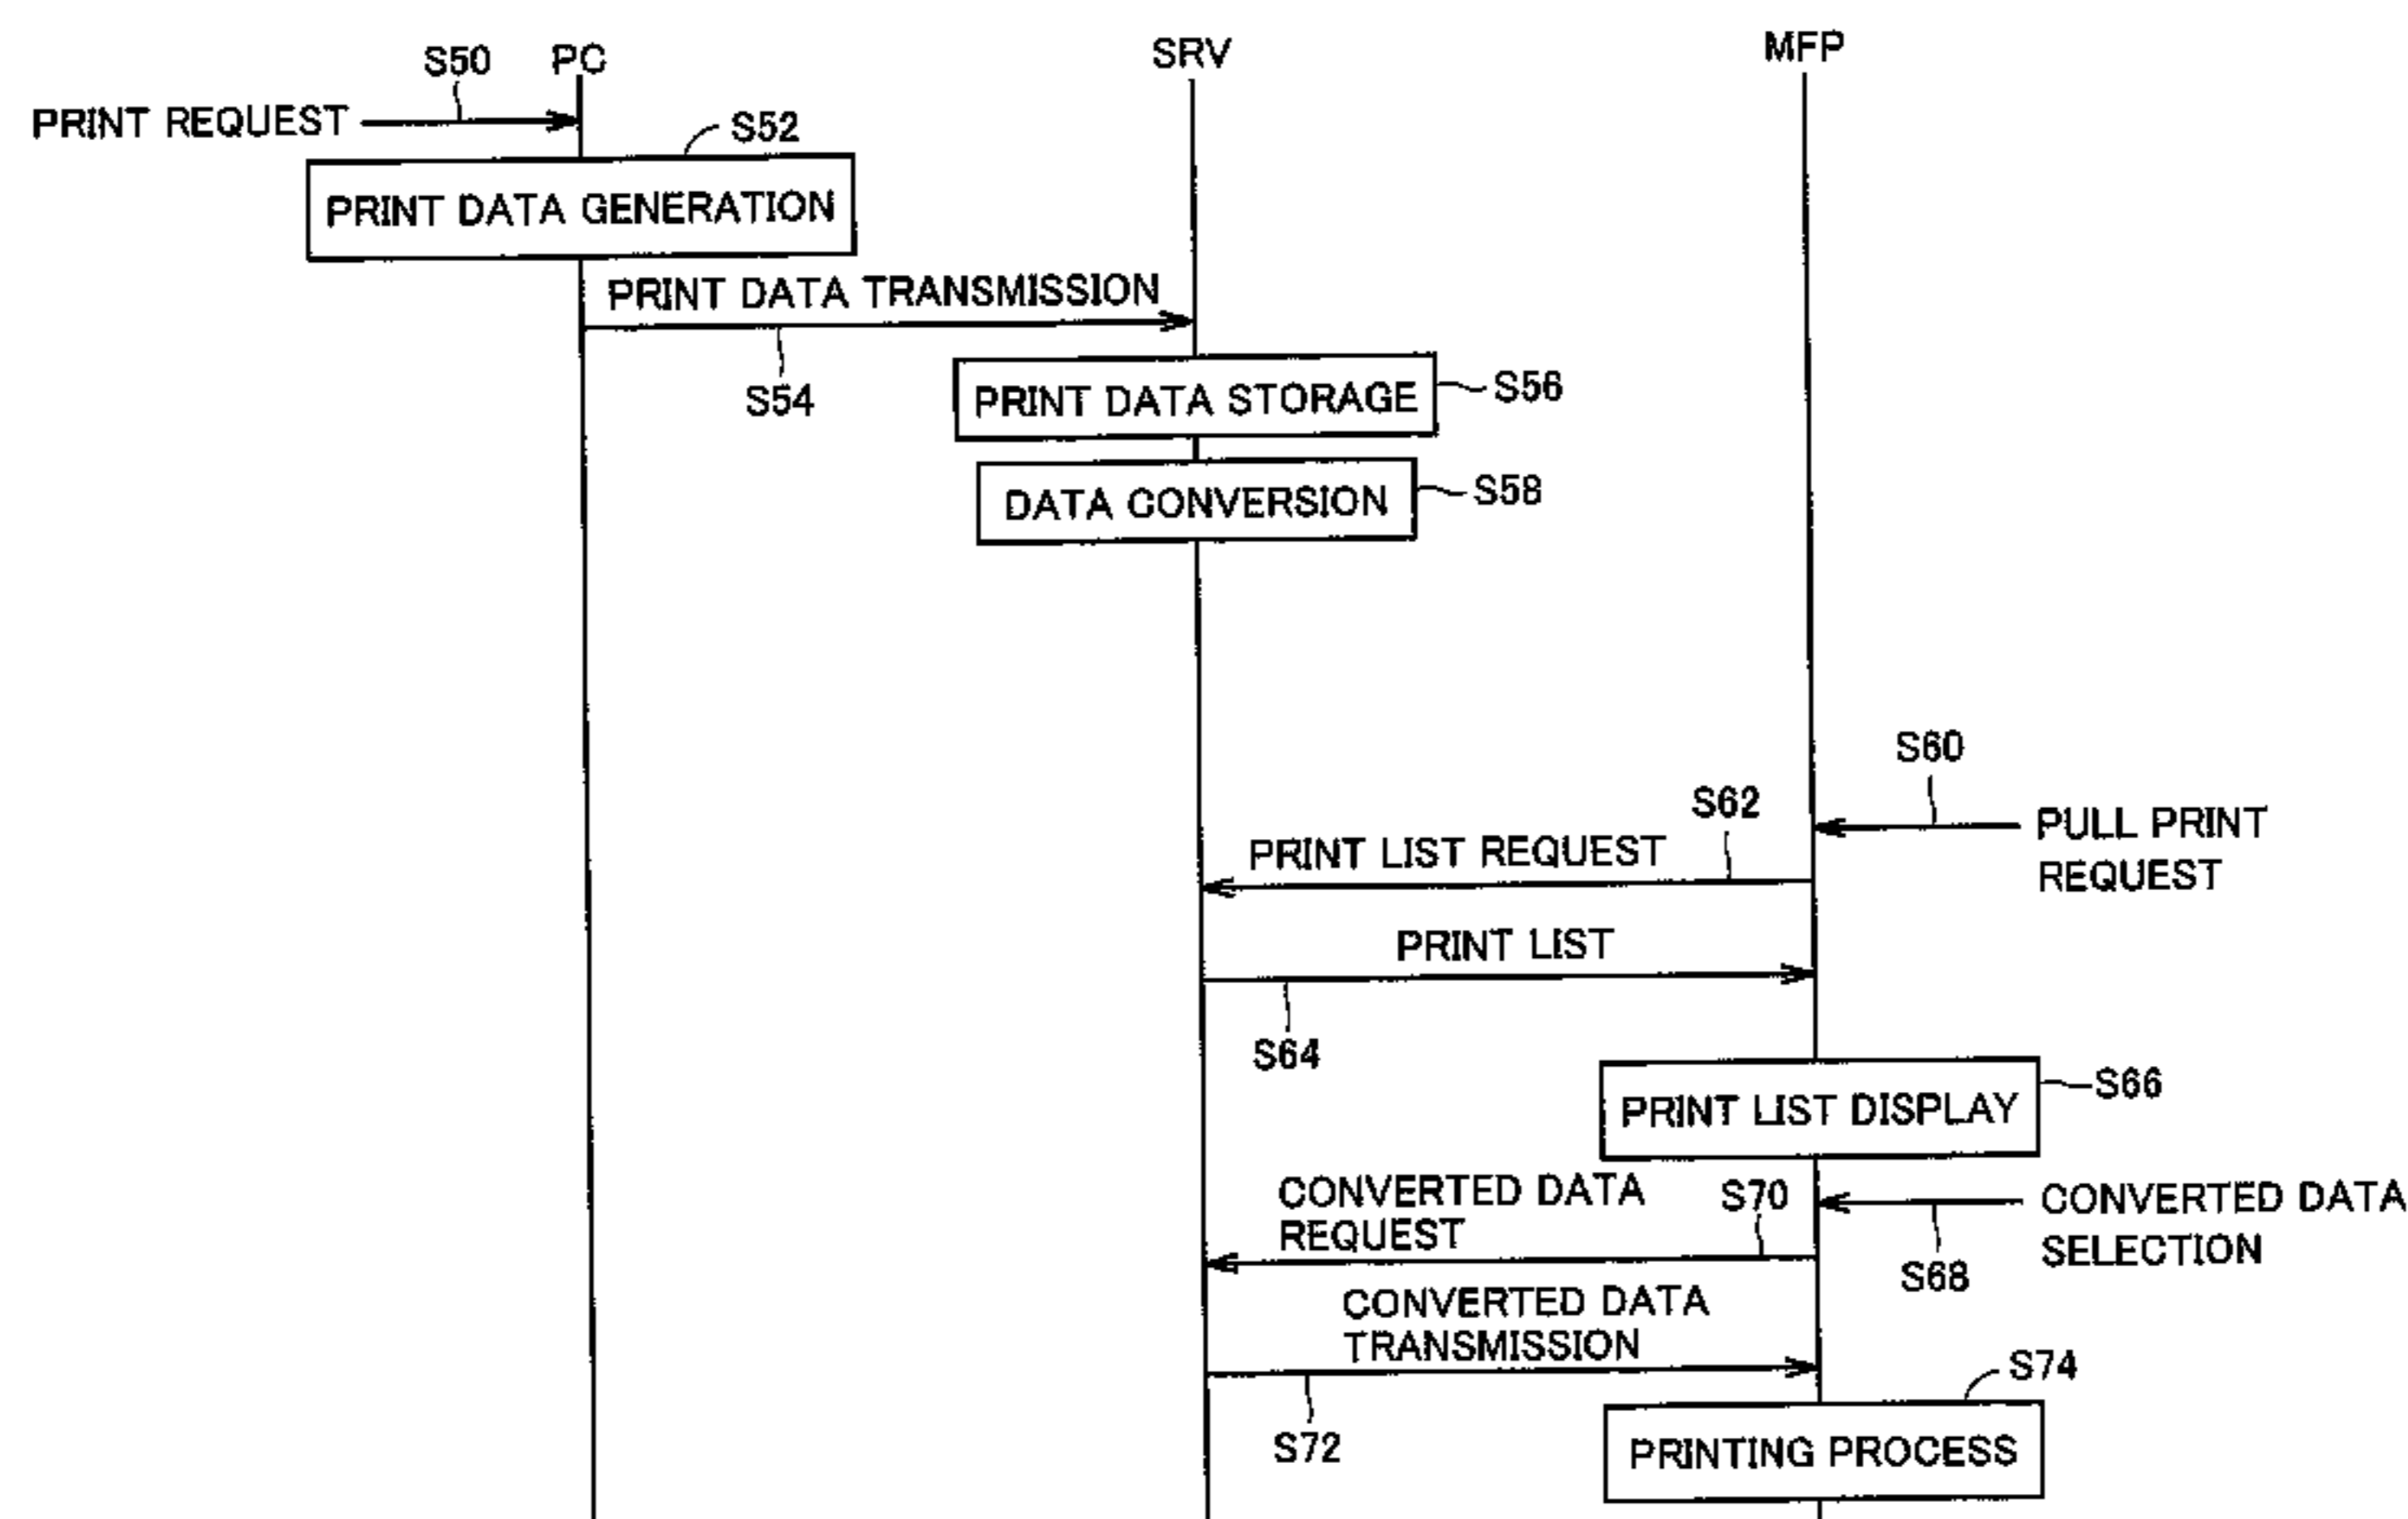 S50 PC SRV MFP
PRINT REQUEST
S52
PRINT DATA GENERATION
PRINT DATA TRANSMISSION
S54
PRINT DATA STORAGE S56
DATA CONVERSION S58
S60
PULL PRINT
REQUEST
S62
PRINT LIST REQUEST
PRINT LIST
S64
PRINT LIST DISPLAY S66
CONVERTED DATA
SELECTION
S68
CONVERTED DATA
REQUEST
S70
CONVERTED DATA
TRANSMISSION
S72
S74
PRINTING PROCESS